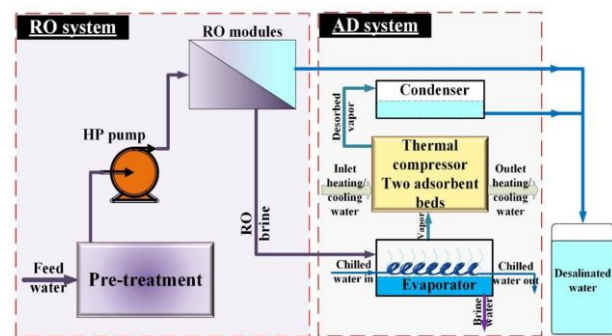 RO system
RO modules
HP pump
Feed
water
Pre-treatment
RO
brine
AD system
Condenser
Desorbed
vapor
Thermal
compressor
Two adsorbent
beds
Inlet
heating/
cooling
water
Outlet
heating/
cooling
water
Vapor
Chilled
water in
Evaporator
Chilled
water out
Brine
water
Desalinated
water